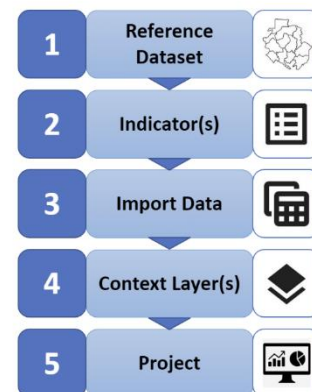 1
Reference
Dataset
2
Indicator(s)
3
Import Data
4
Context Layer(s)
5
Project